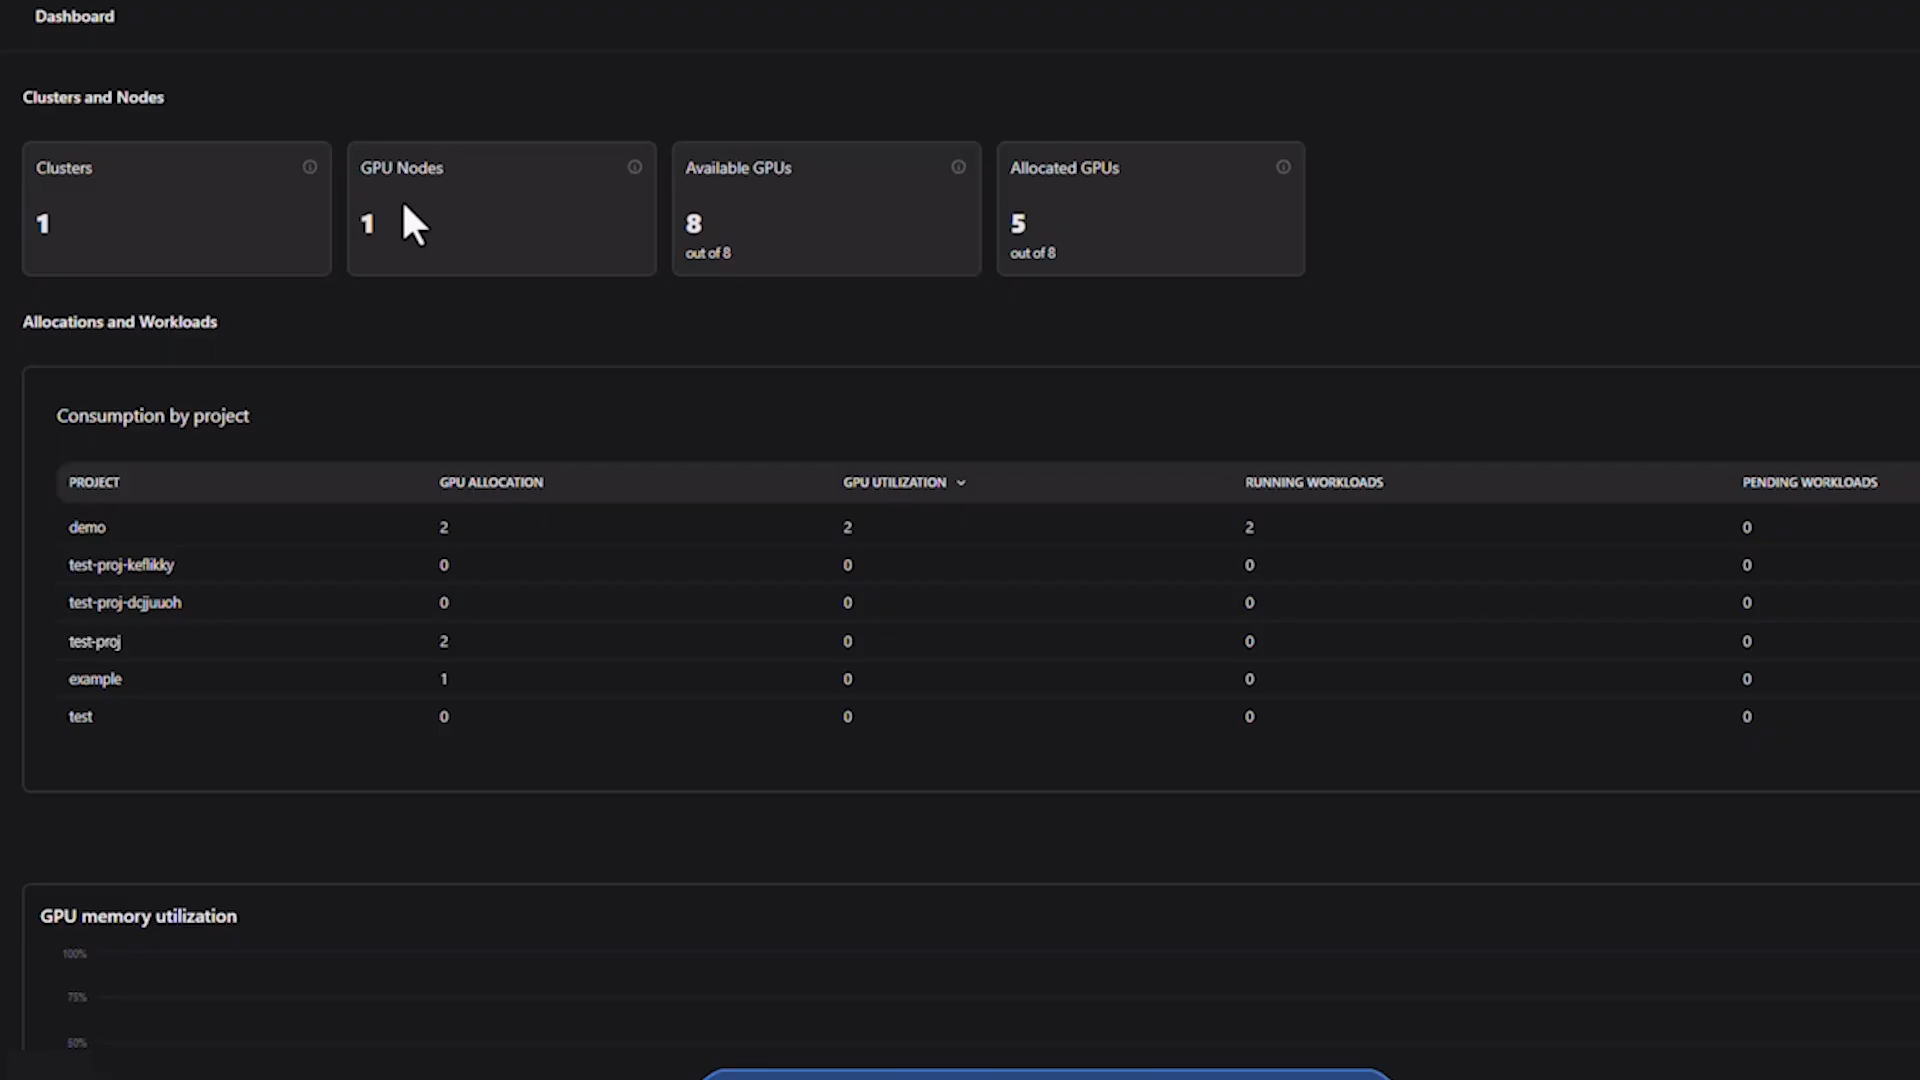 Dashboard
Clusters and Nodes
Clusters
1
GPU Nodes
1
Available GPUs
8
out of 8
Allocated GPUs
5
out of 8
Allocations and Workloads
Consumption by project
PROJECT GPU ALLOCATION GPU UTILIZATION RUNNING WORKLOADS PENDING WORKLOADS
demo 2 2 2 0
test-proj-keflikky 0 0 0 0
test-proj-dcjjuuoh 0 0 0 0
test-proj 2 0 0 0
example 1 0 0 0
test 0 0 0 0
GPU memory utilization
100%
75%
50%